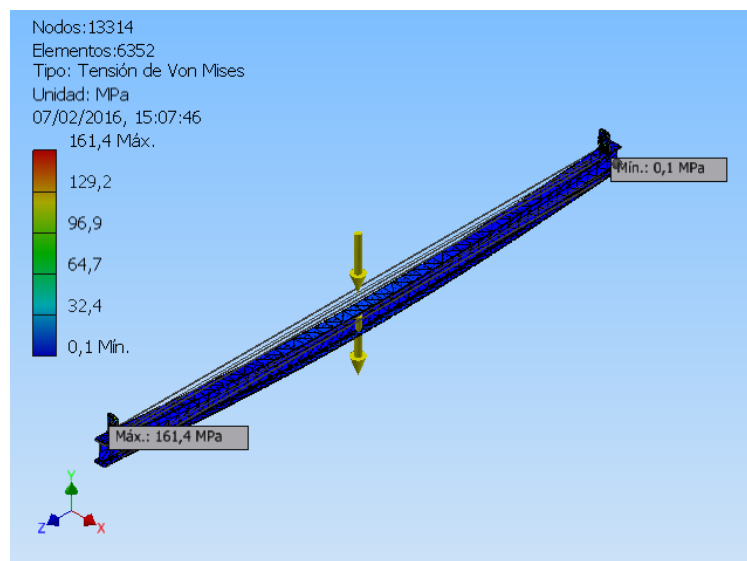 Nodos:13314
Elementos:6352
Tipo: Tensión de Von Mises
Unidad: MPa
07/02/2016, 15:07:46
161,4 Máx.
129,2
96,9
64,7
32,4
0,1 Mín.
Mín.: 0,1 MPa
Máx.: 161,4 MPa
Y
Z
X